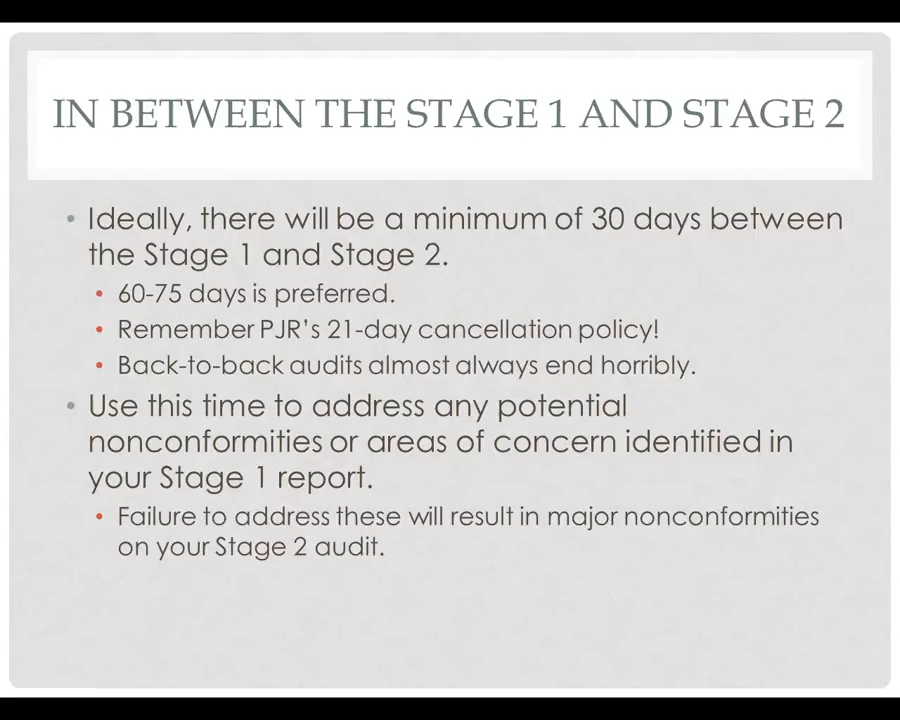 IN BETWEEN THE STAGE 1 AND STAGE 2
• Ideally, there will be a minimum of 30 days between
the Stage 1 and Stage 2.
• 60-75 days is preferred.
• Remember PJR’s 21-day cancellation policy!
• Back-to-back audits almost always end horribly.
• Use this time to address any potential
nonconformities or areas of concern identified in
your Stage 1 report.
• Failure to address these will result in major nonconformities
on your Stage 2 audit.